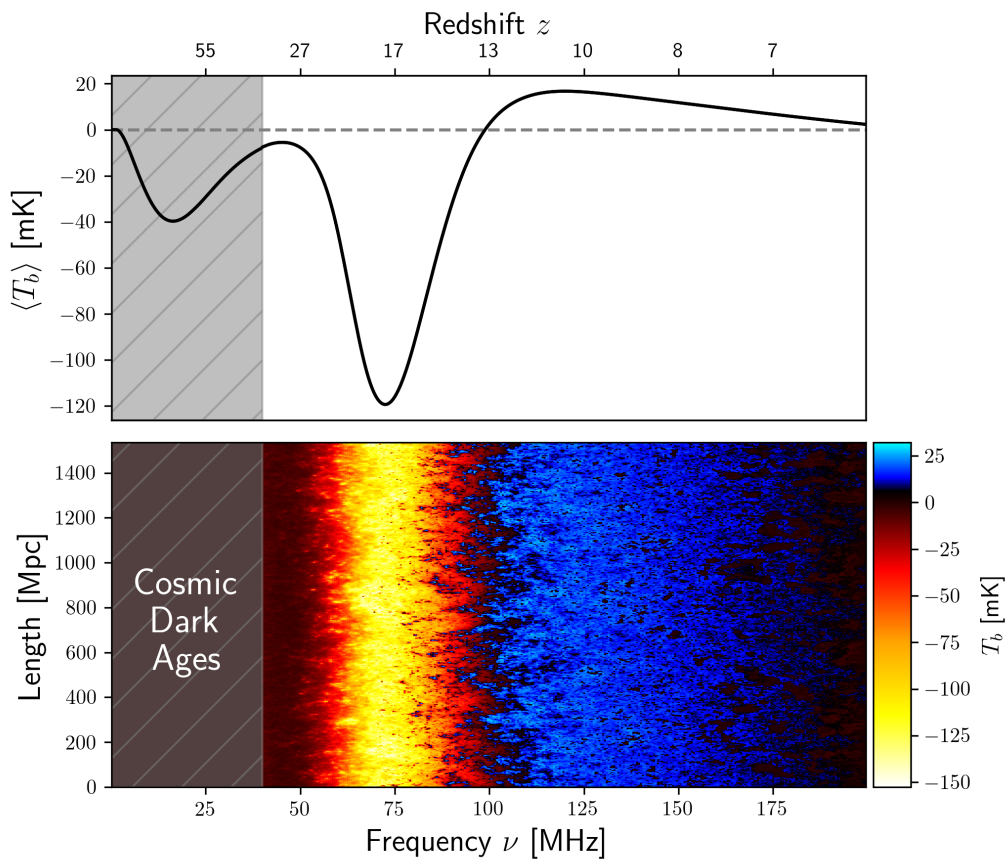 Redshift z
55 27 17 13 10 8 7
20
0
−20
−40
−60
−80
−100
−120
⟨T_b⟩ [mK]
1400
1200
1000
800
600
400
200
0
Length [Mpc]
Cosmic
Dark
Ages
25
0
−25
−50
−75
−100
−125
−150
T_b [mK]
25 50 75 100 125 150 175
Frequency ν [MHz]